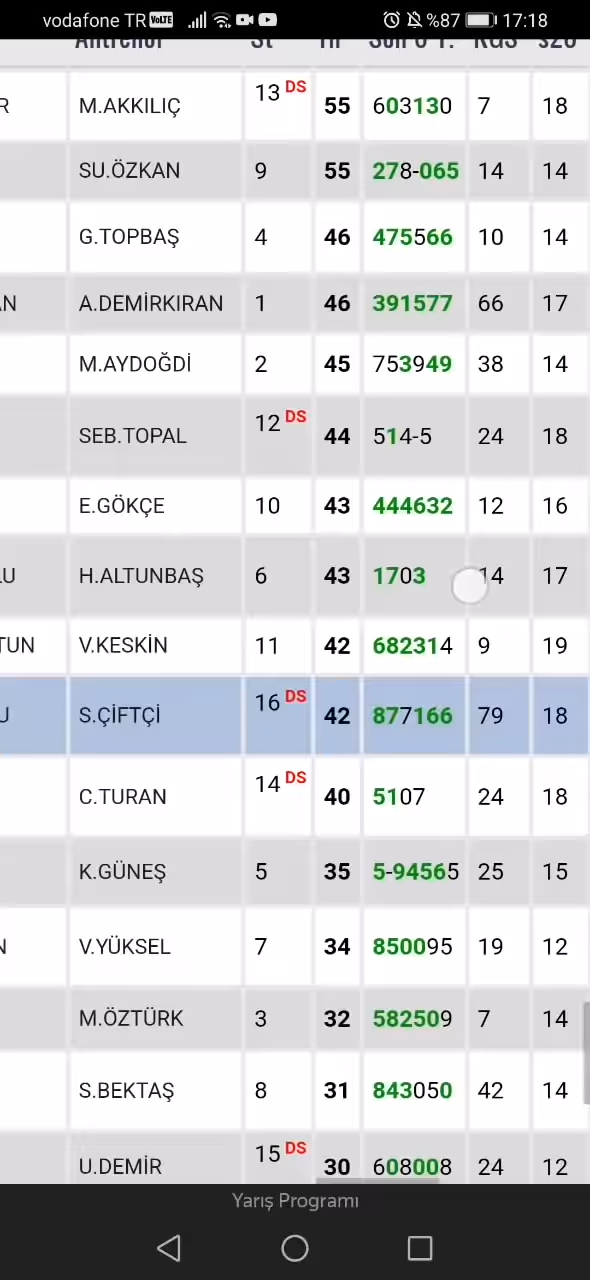 vodafone TR VoLTE %87 17:18
Antrenör St HP Son 6 Y. KGS s20
R M.AKKILIÇ 13 DS 55 603130 7 18
SU.ÖZKAN 9 55 278-065 14 14
G.TOPBAŞ 4 46 475566 10 14
AN A.DEMİRKIRAN 1 46 391577 66 17
M.AYDOĞDİ 2 45 753949 38 14
SEB.TOPAL 12 DS 44 514-5 24 18
E.GÖKÇE 10 43 444632 12 16
LU H.ALTUNBAŞ 6 43 1703 14 17
TUN V.KESKİN 11 42 682314 9 19
U S.ÇİFTÇİ 16 DS 42 877166 79 18
C.TURAN 14 DS 40 5107 24 18
K.GÜNEŞ 5 35 5-94565 25 15
N V.YÜKSEL 7 34 850095 19 12
M.ÖZTÜRK 3 32 582509 7 14
S.BEKTAŞ 8 31 843050 42 14
U.DEMİR 15 DS 30 608008 24 12
Yarış Programı